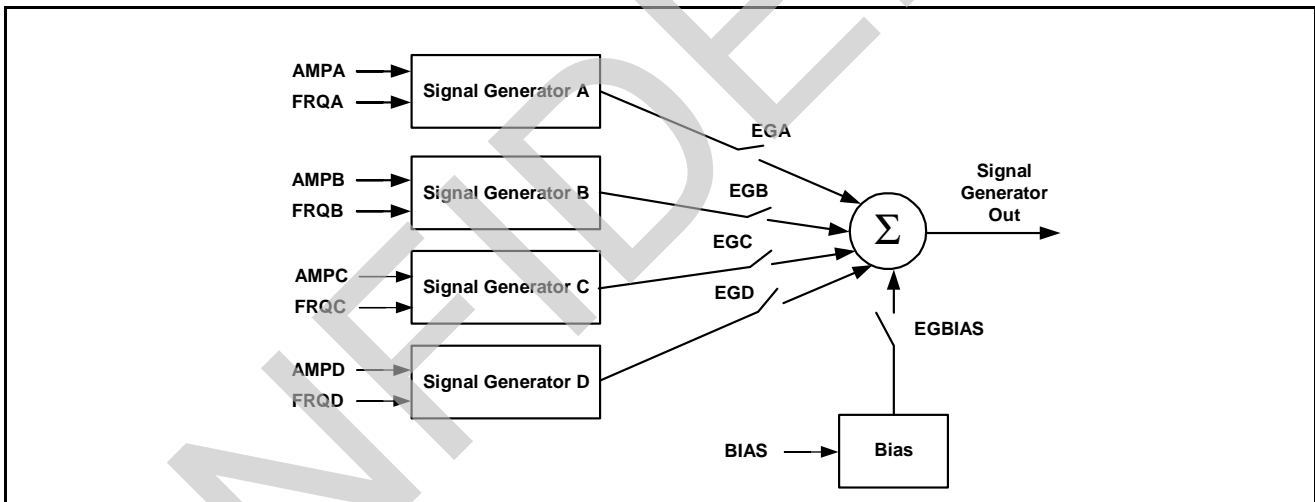 AMPA
FRQA
Signal Generator A
EGA
AMPB
FRQB
Signal Generator B
EGB
AMPC
FRQC
Signal Generator C
EGC
AMPD
FRQD
Signal Generator D
EGD
Σ
Signal
Generator
Out
EGBIAS
BIAS
Bias
NFIDE